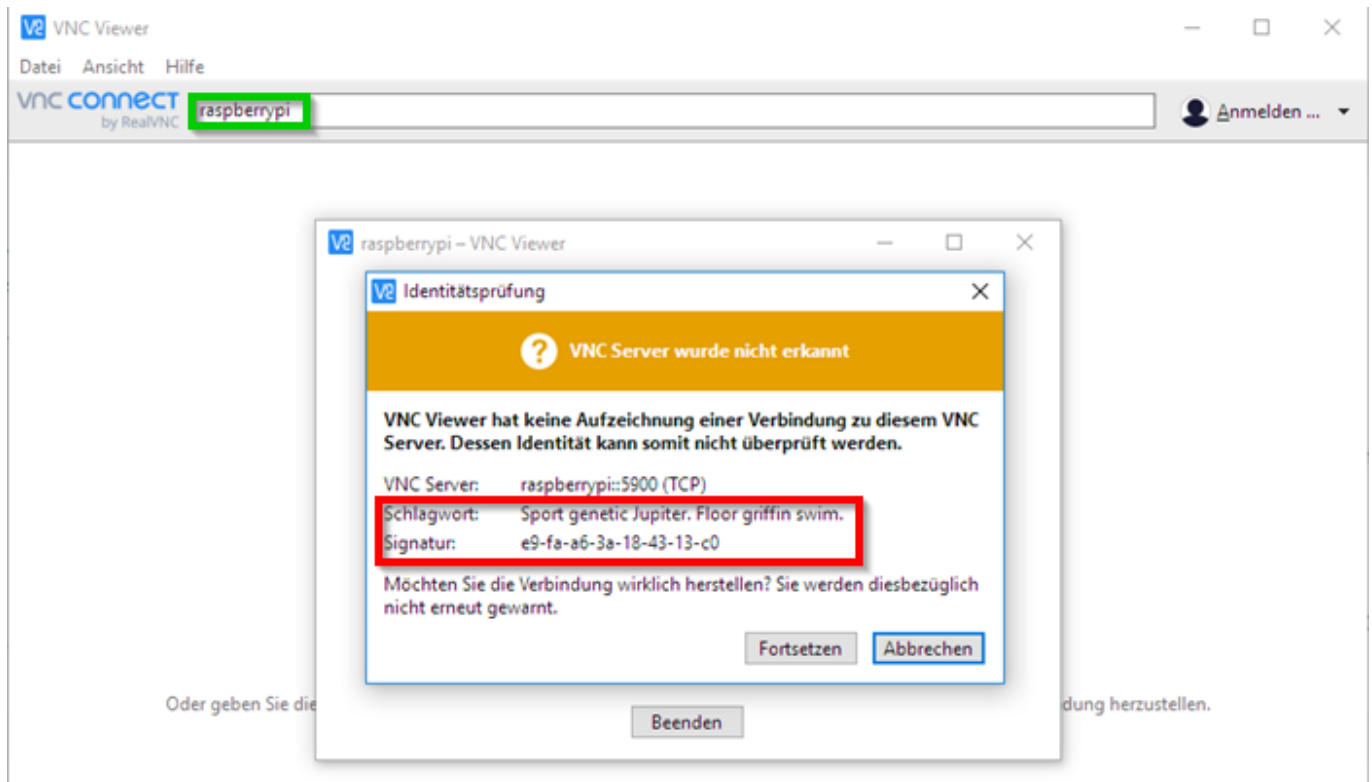 VNC Viewer
Datei Ansicht Hilfe
vnc connect
by RealVNC
raspberrypi
Anmelden ...
raspberrypi – VNC Viewer
Identitätsprüfung
VNC Server wurde nicht erkannt
VNC Viewer hat keine Aufzeichnung einer Verbindung zu diesem VNC
Server. Dessen Identität kann somit nicht überprüft werden.
VNC Server: raspberrypi::5900 (TCP)
Schlagwort: Sport genetic Jupiter. Floor griffin swim.
Signatur: e9-fa-a6-3a-18-43-13-c0
Möchten Sie die Verbindung wirklich herstellen? Sie werden diesbezüglich
nicht erneut gewarnt.
Fortsetzen Abbrechen
Oder geben Sie die dung herzustellen.
Beenden